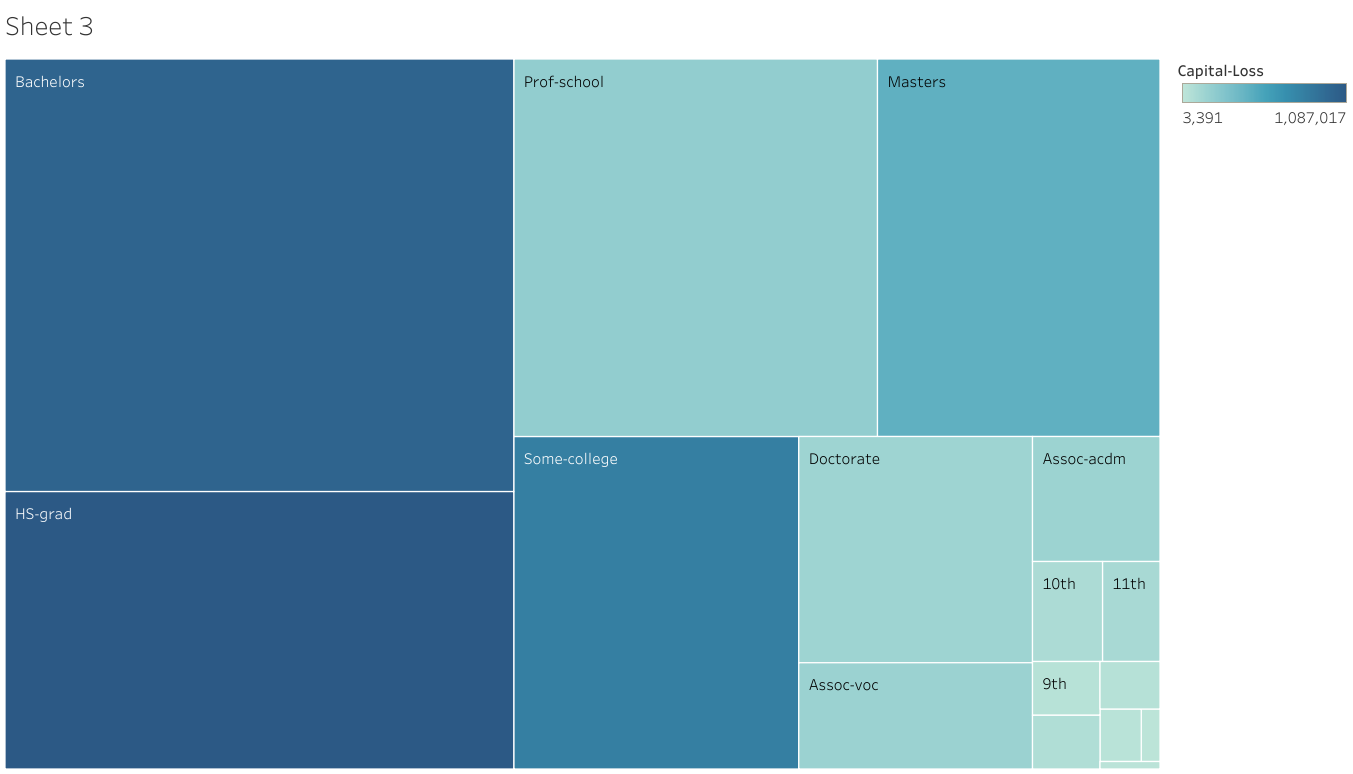 Sheet 3
Bachelors
Prof-school
Masters
Capital-Loss
3,391 1,087,017
Some-college
Doctorate
Assoc-acdm
HS-grad
10th
11th
Assoc-voc
9th